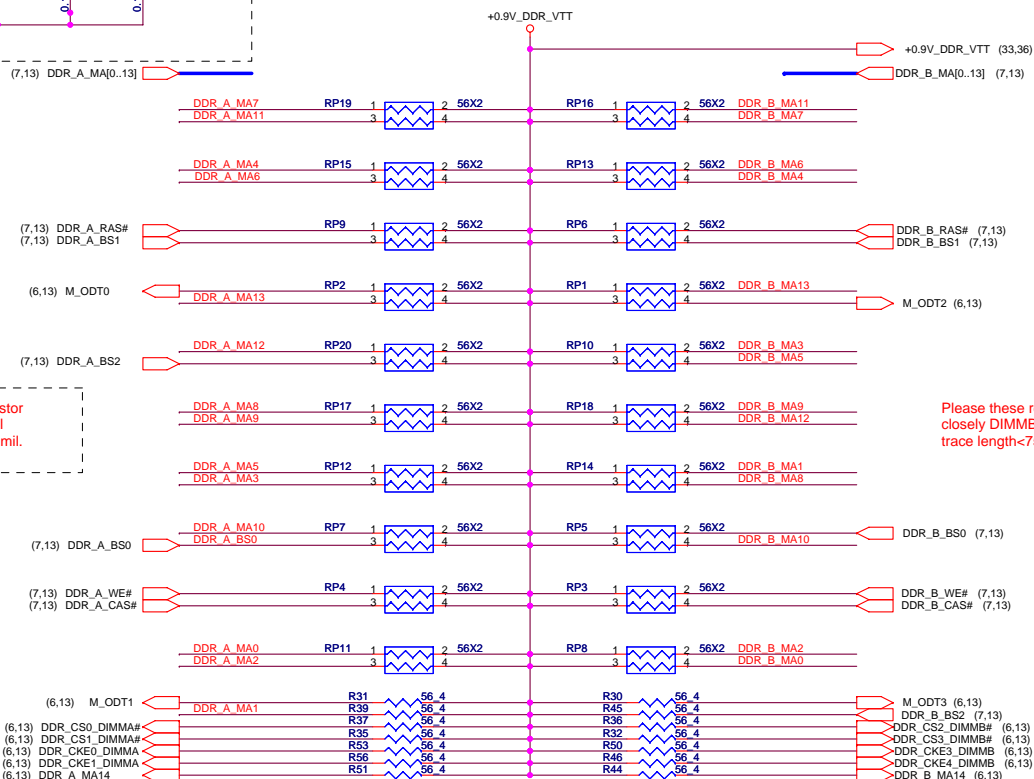 0.
0.
+0.9V_DDR_VTT
+0.9V_DDR_VTT (33,36)
(7,13) DDR_A_MA[0..13]
DDR_B_MA[0..13] (7,13)
DDR_A_MA7 RP19 1 2 56X2 RP16 1 2 56X2 DDR_B_MA11
DDR_A_MA11 3 4 3 4 DDR_B_MA7
DDR_A_MA4 RP15 1 2 56X2 RP13 1 2 56X2 DDR_B_MA6
DDR_A_MA6 3 4 3 4 DDR_B_MA4
(7,13) DDR_A_RAS# RP9 1 2 56X2 RP6 1 2 56X2 DDR_B_RAS# (7,13)
(7,13) DDR_A_BS1 3 4 3 4 DDR_B_BS1 (7,13)
(6,13) M_ODT0 RP2 1 2 56X2 RP1 1 2 56X2 DDR_B_MA13
DDR_A_MA13 3 4 3 4 M_ODT2 (6,13)
DDR_A_MA12 RP20 1 2 56X2 RP10 1 2 56X2 DDR_B_MA3
(7,13) DDR_A_BS2 3 4 3 4 DDR_B_MA5
stor
l
mil.
DDR_A_MA8 RP17 1 2 56X2 RP18 1 2 56X2 DDR_B_MA9
DDR_A_MA9 3 4 3 4 DDR_B_MA12
Please these r
closely DIMMB
trace length<7
DDR_A_MA5 RP12 1 2 56X2 RP14 1 2 56X2 DDR_B_MA1
DDR_A_MA3 3 4 3 4 DDR_B_MA8
DDR_A_MA10 RP7 1 2 56X2 RP5 1 2 56X2 DDR_B_BS0 (7,13)
(7,13) DDR_A_BS0 DDR_A_BS0 3 4 3 4 DDR_B_MA10
(7,13) DDR_A_WE# RP4 1 2 56X2 RP3 1 2 56X2 DDR_B_WE# (7,13)
(7,13) DDR_A_CAS# 3 4 3 4 DDR_B_CAS# (7,13)
DDR_A_MA0 RP11 1 2 56X2 RP8 1 2 56X2 DDR_B_MA2
DDR_A_MA2 3 4 3 4 DDR_B_MA0
(6,13) M_ODT1 R31 56_4 R30 56_4 M_ODT3 (6,13)
DDR_A_MA1 R39 56_4 R45 56_4 DDR_B_BS2 (7,13)
(6,13) DDR_CS0_DIMMA# R37 56_4 R36 56_4 DDR_CS2_DIMMB# (6,13)
(6,13) DDR_CS1_DIMMA# R35 56_4 R32 56_4 DDR_CS3_DIMMB# (6,13)
(6,13) DDR_CKE0_DIMMA R53 56_4 R50 56_4 DDR_CKE3_DIMMB (6,13)
(6,13) DDR_CKE1_DIMMA R56 56_4 R46 56_4 DDR_CKE4_DIMMB (6,13)
(6,13) DDR_A_MA14 R51 56_4 R44 56_4 DDR_B_MA14 (6,13)